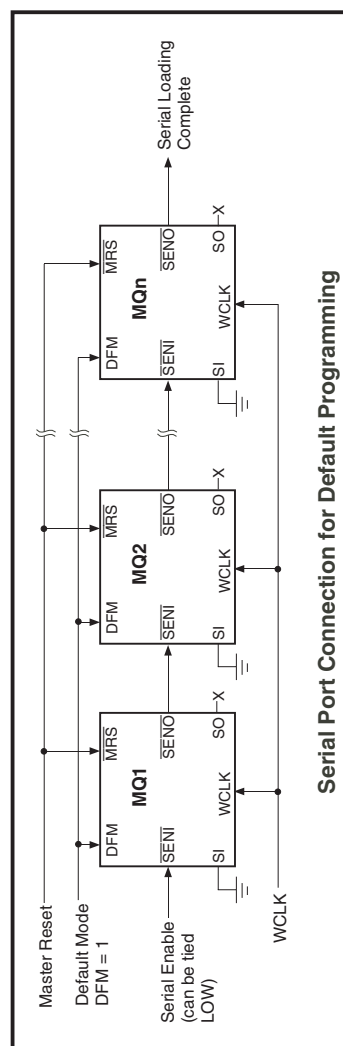 Master Reset
Default Mode
DFM = 1
DFM
MRS
DFM
MRS
DFM
MRS
MQ1
MQ2
MQn
Serial Enable
(can be tied
LOW)
SENI
SENO
SENI
SENO
SENI
SENO
Serial Loading
Complete
SI
WCLK
SO
X
SI
WCLK
SO
X
SI
WCLK
SO
X
WCLK
Serial Port Connection for Default Programming